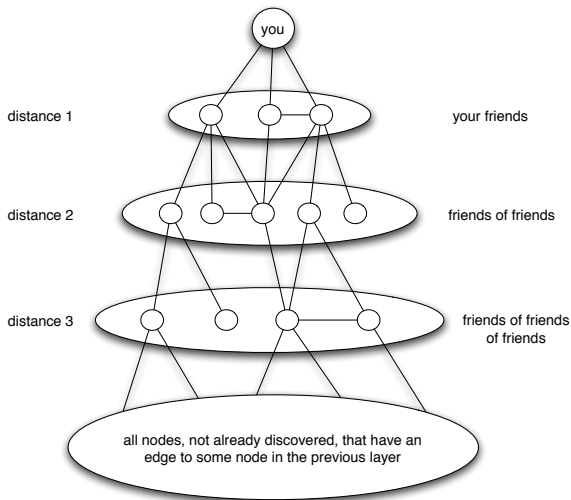 you
distance 1
your friends
distance 2
friends of friends
distance 3
friends of friends
of friends
all nodes, not already discovered, that have an
edge to some node in the previous layer